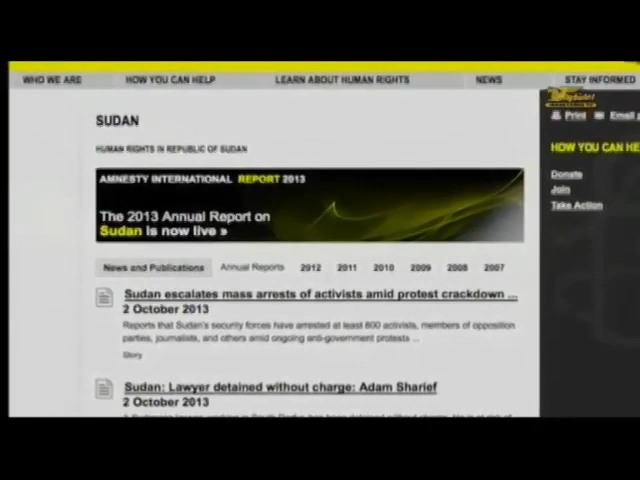 WHO WE ARE HOW YOU CAN HELP LEARN ABOUT HUMAN RIGHTS NEWS STAY INFORMED
Print Email
SUDAN
HOW YOU CAN HE
HUMAN RIGHTS IN REPUBLIC OF SUDAN
AMNESTY INTERNATIONAL REPORT 2013
Donate
Join
Take Action
The 2013 Annual Report on
Sudan is now live »
News and Publications Annual Reports 2012 2011 2010 2009 2008 2007
Sudan escalates mass arrests of activists amid protest crackdown ...
2 October 2013
Reports that Sudan's security forces have arrested at least 800 activists, members of opposition
parties, journalists, and others amid ongoing anti-government protests ...
Story
Sudan: Lawyer detained without charge: Adam Sharief
2 October 2013